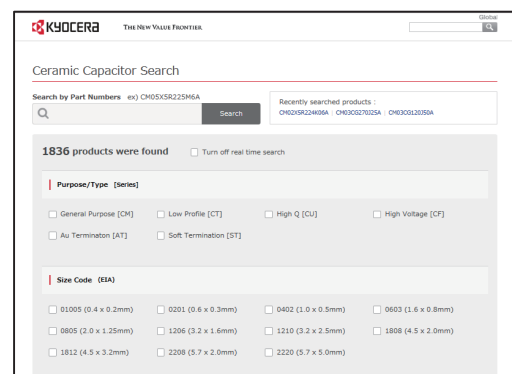 Global
KYOCERA THE NEW VALUE FRONTIER
Ceramic Capacitor Search
Search by Part Numbers ex) CM05X5R225M6A
Search
Recently searched products :
CM02X5R224K06A | CM03CG270J25A | CM03CG120J50A
1836 products were found Turn off real time search
Purpose/Type [Series]
General Purpose [CM] Low Profile [CT] High Q [CU] High Voltage [CF]
Au Terminaton [AT] Soft Termination [ST]
Size Code (EIA)
01005 (0.4 x 0.2mm) 0201 (0.6 x 0.3mm) 0402 (1.0 x 0.5mm) 0603 (1.6 x 0.8mm)
0805 (2.0 x 1.25mm) 1206 (3.2 x 1.6mm) 1210 (3.2 x 2.5mm) 1808 (4.5 x 2.0mm)
1812 (4.5 x 3.2mm) 2208 (5.7 x 2.0mm) 2220 (5.7 x 5.0mm)